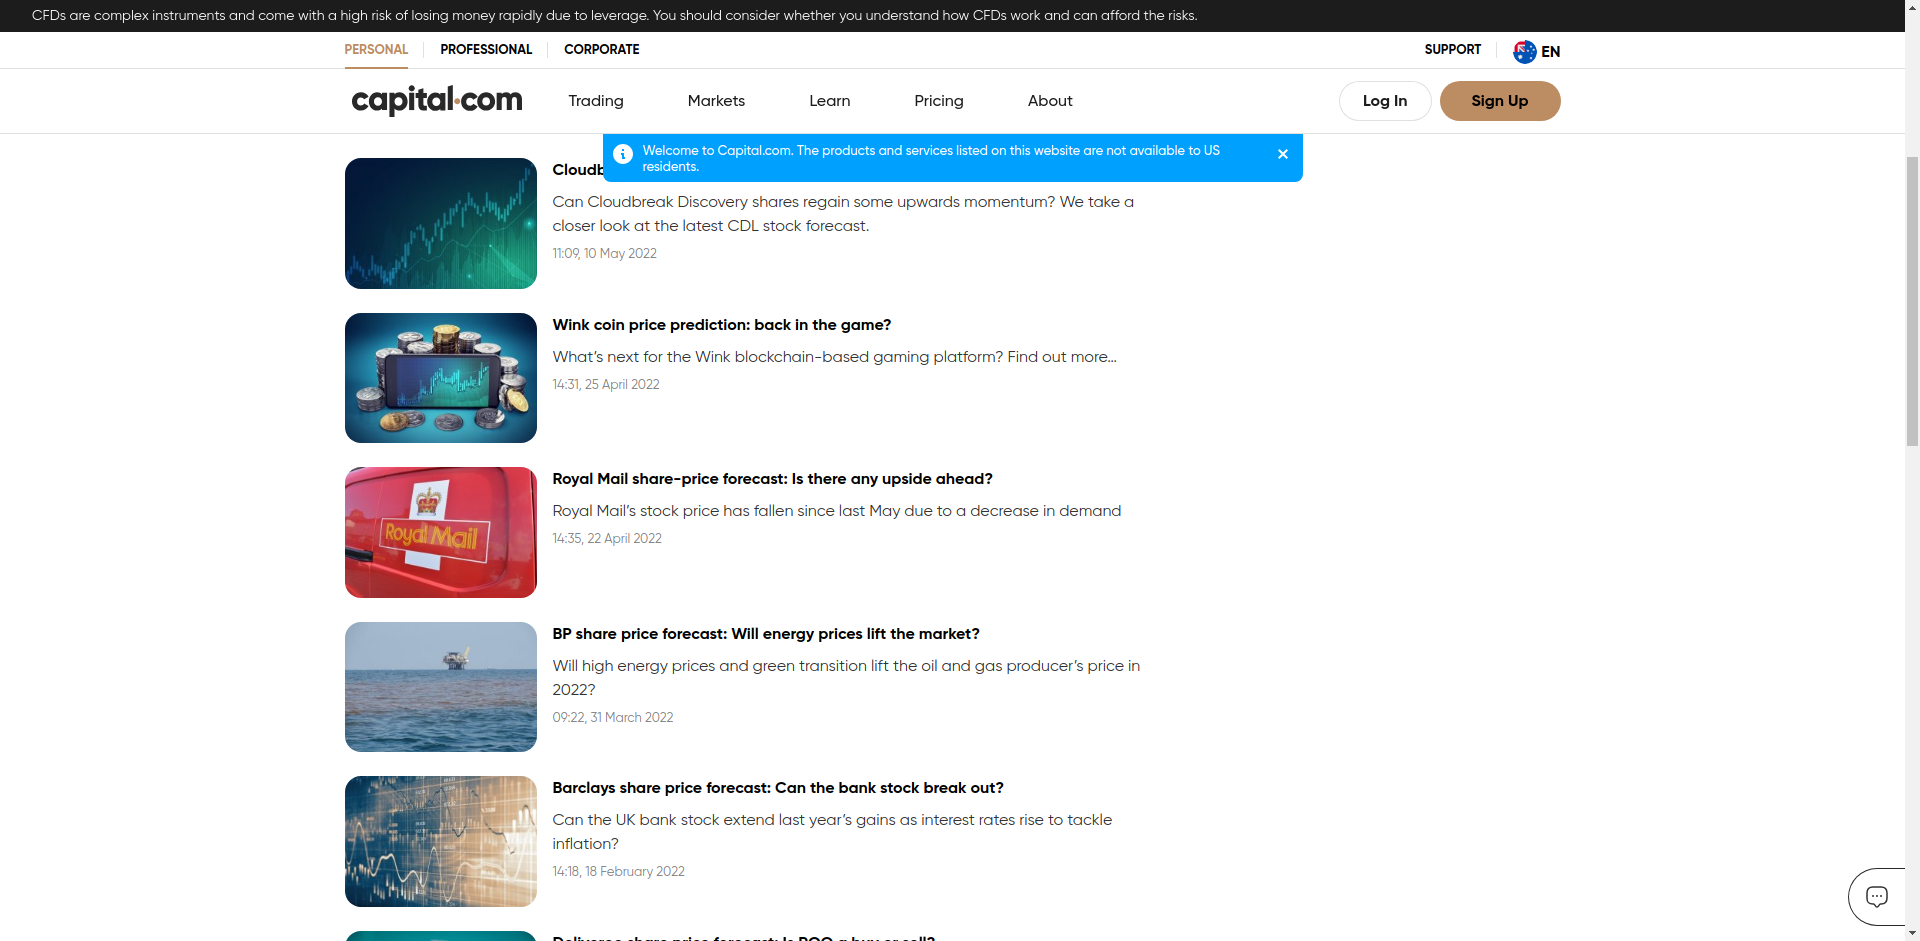 CFDs are complex instruments and come with a high risk of losing money rapidly due to leverage. You should consider whether you understand how CFDs work and can afford the risks.
PERSONAL
PROFESSIONAL
CORPORATE
SUPPORT
EN
capital.com
Trading
Markets
Learn
Pricing
About
Log In
Sign Up
Welcome to Capital.com. The products and services listed on this website are not available to US
residents.
Can Cloudbreak Discovery shares regain some upwards momentum? We take a
closer look at the latest CDL stock forecast.
11:09, 10 May 2022
Wink coin price prediction: back in the game?
What's next for the Wink blockchain-based gaming platform? Find out more...
14:31, 25 April 2022
Royal Mail
Royal Mail share-price forecast: Is there any upside ahead?
Royal Mail's stock price has fallen since last May due to a decrease in demand
14:35, 22 April 2022
BP share price forecast: Will energy prices lift the market?
Will high energy prices and green transition lift the oil and gas producer's price in
2022?
09:22, 31 March 2022
Barclays share price forecast: Can the bank stock break out?
Can the UK bank stock extend last year's gains as interest rates rise to tackle
inflation?
14:18, 18 February 2022